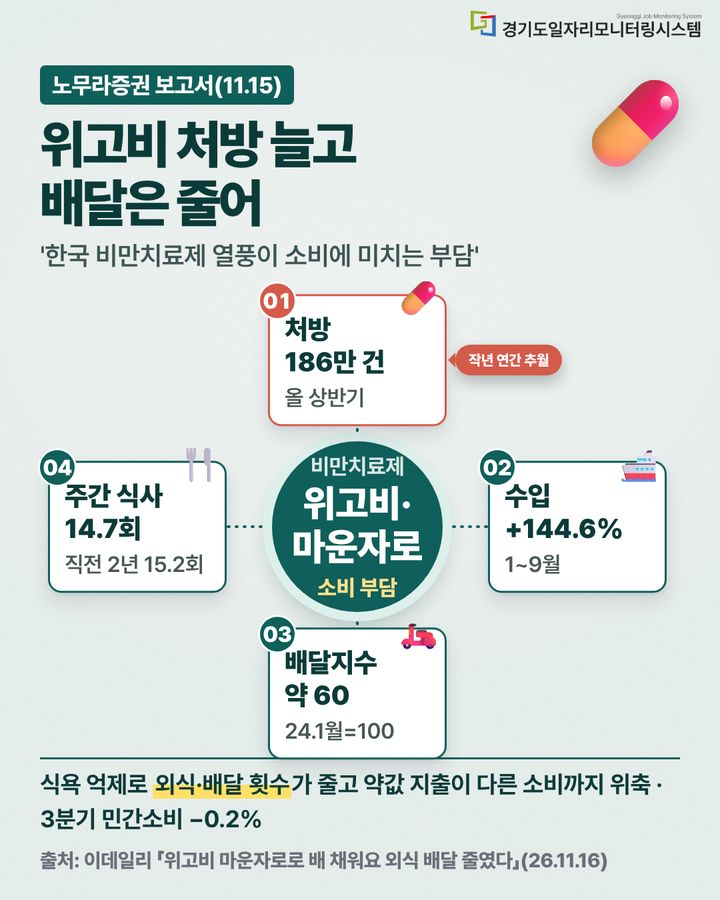 Gyeonggi Job Monitoring System
경기도일자리모니터링시스템
노무라증권 보고서(11.15)
위고비 처방 늘고
배달은 줄어
'한국 비만치료제 열풍이 소비에 미치는 부담'
01
처방
186만 건
올 상반기
작년 연간 추월
04
주간 식사
14.7회
직전 2년 15.2회
비만치료제
위고비·
마운자로
소비 부담
02
수입
+144.6%
1~9월
03
배달지수
약 60
24.1월=100
식욕 억제로 외식·배달 횟수가 줄고 약값 지출이 다른 소비까지 위축 ·
3분기 민간소비 −0.2%
출처: 이데일리 「위고비 마운자로로 배 채워요 외식 배달 줄였다」(26.11.16)